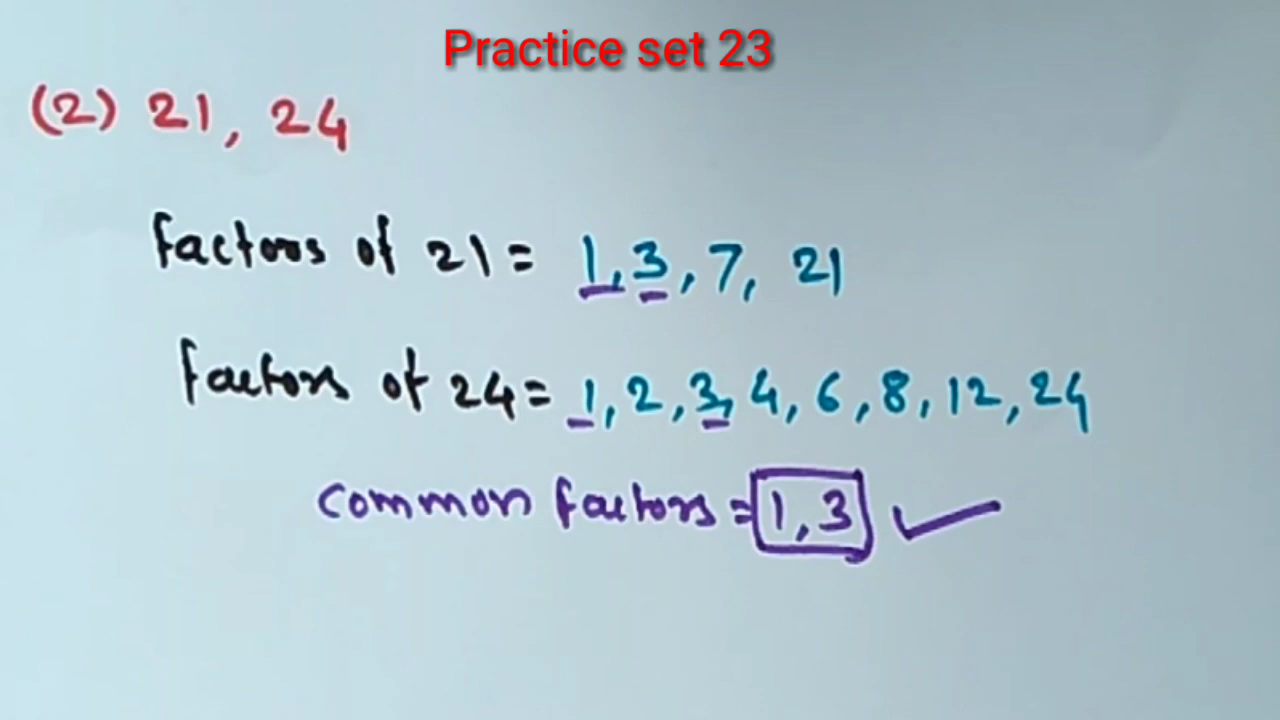 Practice set 23
(2) 21, 24
factors of 21 = 1, 3, 7, 21
factors of 24 = 1, 2, 3, 4, 6, 8, 12, 24
common factors = 1, 3 ✓